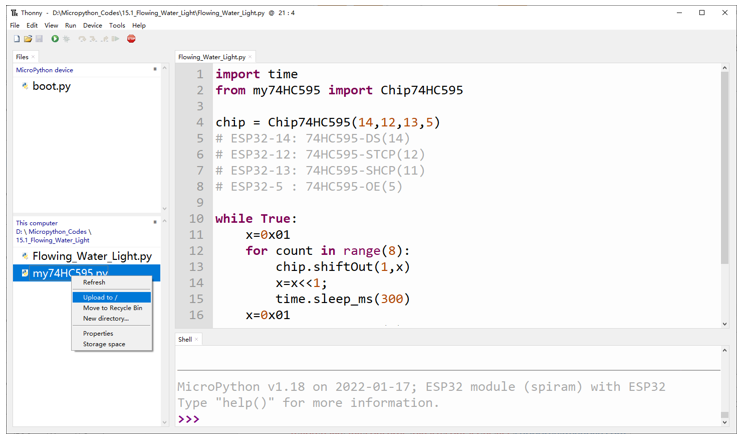 Thonny - D:\Micropython_Codes\15.1_Flowing_Water_Light\Flowing_Water_Light.py @ 21 : 4
File Edit View Run Device Tools Help
Files
MicroPython device
boot.py
This computer
D: \ Micropython_Codes \
15.1_Flowing_Water_Light
Flowing_Water_Light.py
my74HC595.py
Refresh
Upload to /
Move to Recycle Bin
New directory...
Properties
Storage space
Flowing_Water_Light.py
1 import time
2 from my74HC595 import Chip74HC595
3
4 chip = Chip74HC595(14,12,13,5)
5 # ESP32-14: 74HC595-DS(14)
6 # ESP32-12: 74HC595-STCP(12)
7 # ESP32-13: 74HC595-SHCP(11)
8 # ESP32-5 : 74HC595-OE(5)
9
10 while True:
11 x=0x01
12 for count in range(8):
13 chip.shiftOut(1,x)
14 x=x<<1;
15 time.sleep_ms(300)
16 x=0x01
Shell
MicroPython v1.18 on 2022-01-17; ESP32 module (spiram) with ESP32
Type "help()" for more information.
>>>